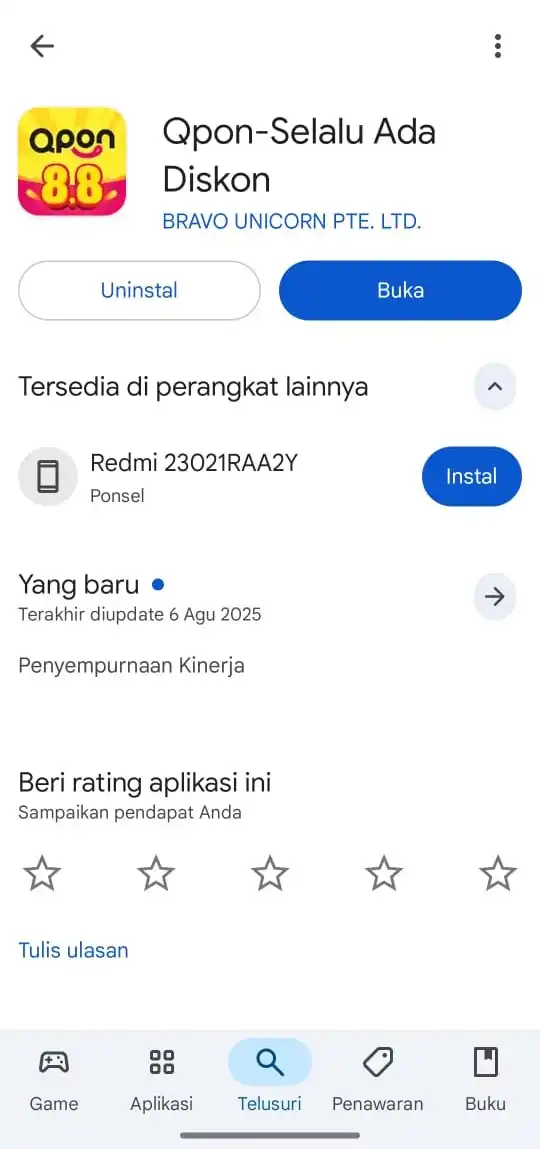 Qpon
8.8
Qpon-Selalu Ada
Diskon
BRAVO UNICORN PTE. LTD.
Uninstal
Buka
Tersedia di perangkat lainnya
Redmi 23021RAA2Y
Ponsel
Instal
Yang baru
Terakhir diupdate 6 Agu 2025
Penyempurnaan Kinerja
Beri rating aplikasi ini
Sampaikan pendapat Anda
Tulis ulasan
Game
Aplikasi
Telusuri
Penawaran
Buku